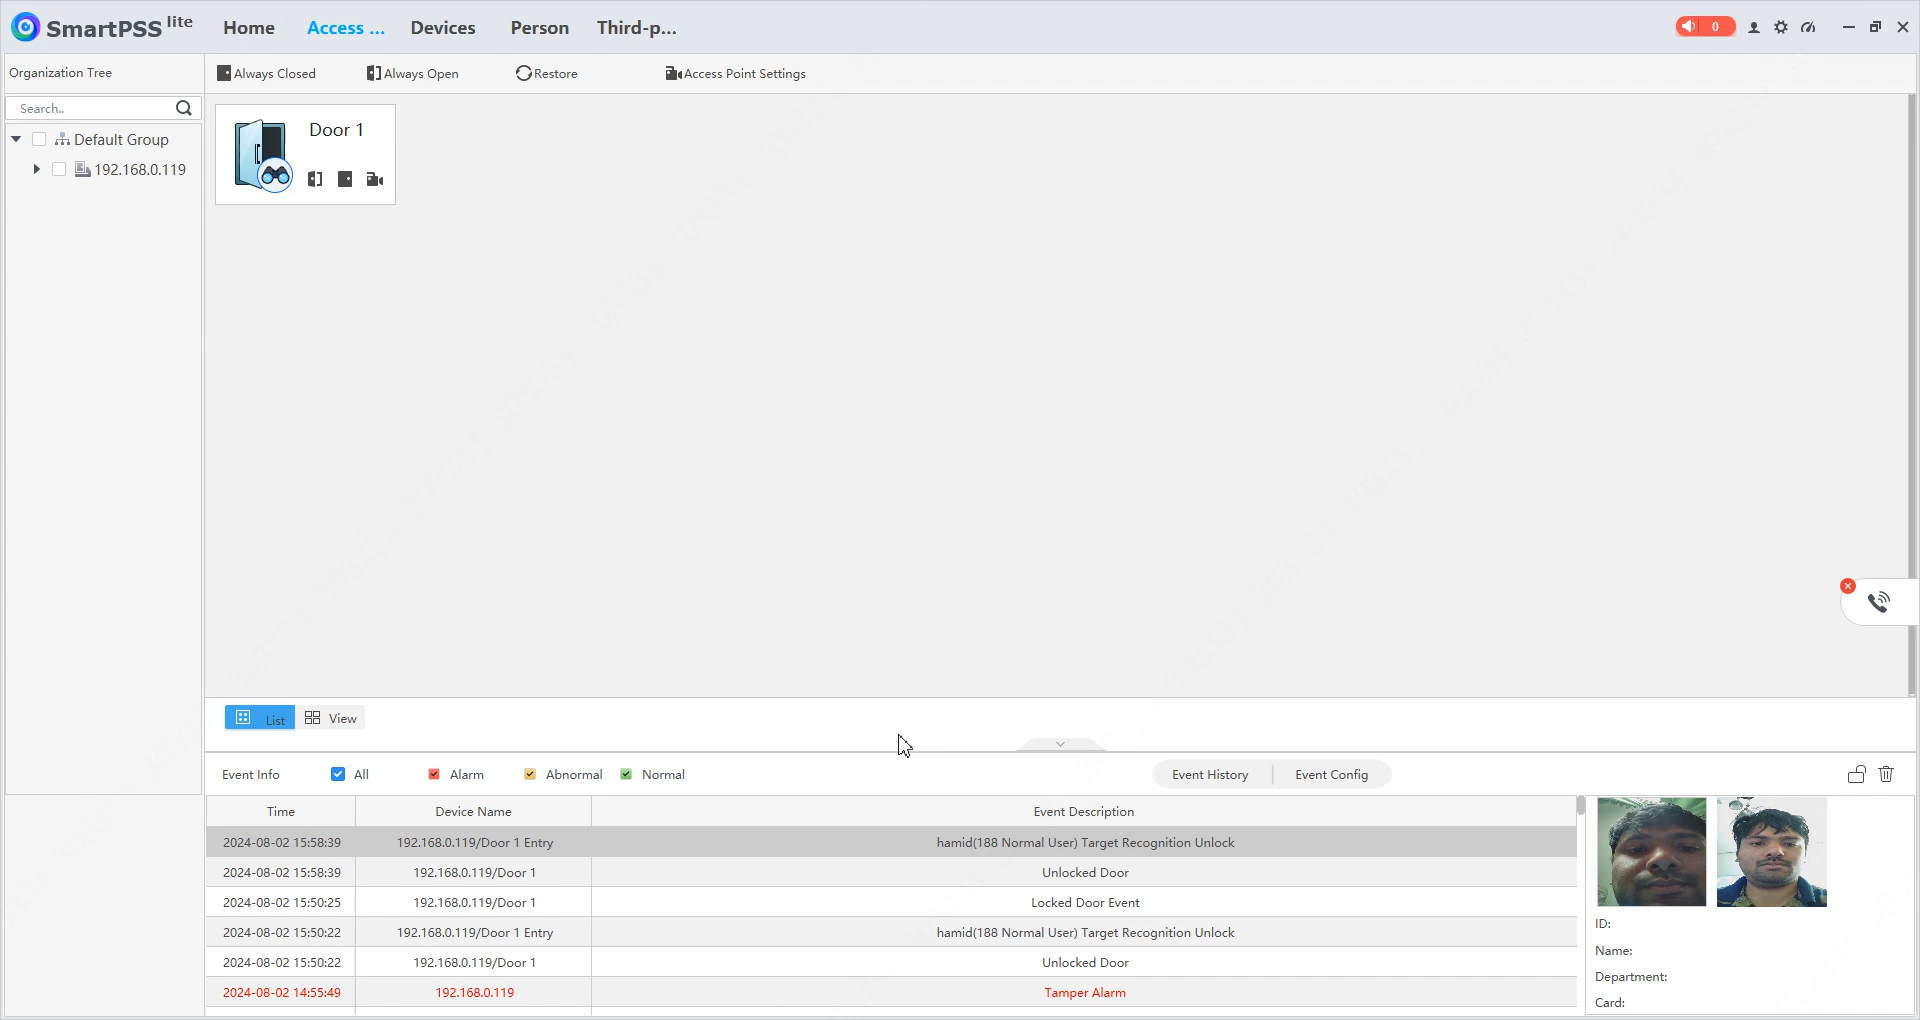 SmartPSS lite Home Access ... Devices Person Third-p... 0
Organization Tree Always Closed Always Open Restore Access Point Settings
Search..
Default Group
192.168.0.119
Door 1
List View
Event Info All Alarm Abnormal Normal Event History Event Config
Time Device Name Event Description
2024-08-02 15:58:39 192.168.0.119/Door 1 Entry hamid(188 Normal User) Target Recognition Unlock
2024-08-02 15:58:39 192.168.0.119/Door 1 Unlocked Door
2024-08-02 15:50:25 192.168.0.119/Door 1 Locked Door Event
2024-08-02 15:50:22 192.168.0.119/Door 1 Entry hamid(188 Normal User) Target Recognition Unlock
2024-08-02 15:50:22 192.168.0.119/Door 1 Unlocked Door
2024-08-02 14:55:49 192.168.0.119 Tamper Alarm
ID:
Name:
Department:
Card: